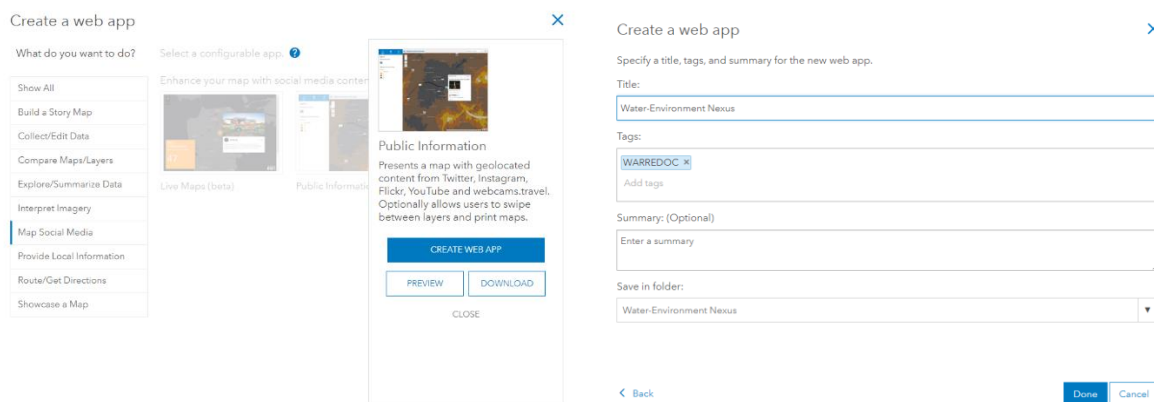 Create a web app
What do you want to do?
Select a configurable app.
Show All
Build a Story Map
Collect/Edit Data
Compare Maps/Layers
Explore/Summarize Data
Interpret Imagery
Map Social Media
Provide Local Information
Route/Get Directions
Showcase a Map
Enhance your map with social media conten
Live Maps (beta)
Public Informatio
Public Information
Presents a map with geolocated
content from Twitter, Instagram,
Flickr, YouTube and webcams.travel.
Optionally allows users to swipe
between layers and print maps.
CREATE WEB APP
PREVIEW
DOWNLOAD
CLOSE
Create a web app
Specify a title, tags, and summary for the new web app.
Title:
Water-Environment Nexus
Tags:
WARREDOC ×
Add tags
Summary: (Optional)
Enter a summary
Save in folder:
Water-Environment Nexus
Back
Done
Cancel